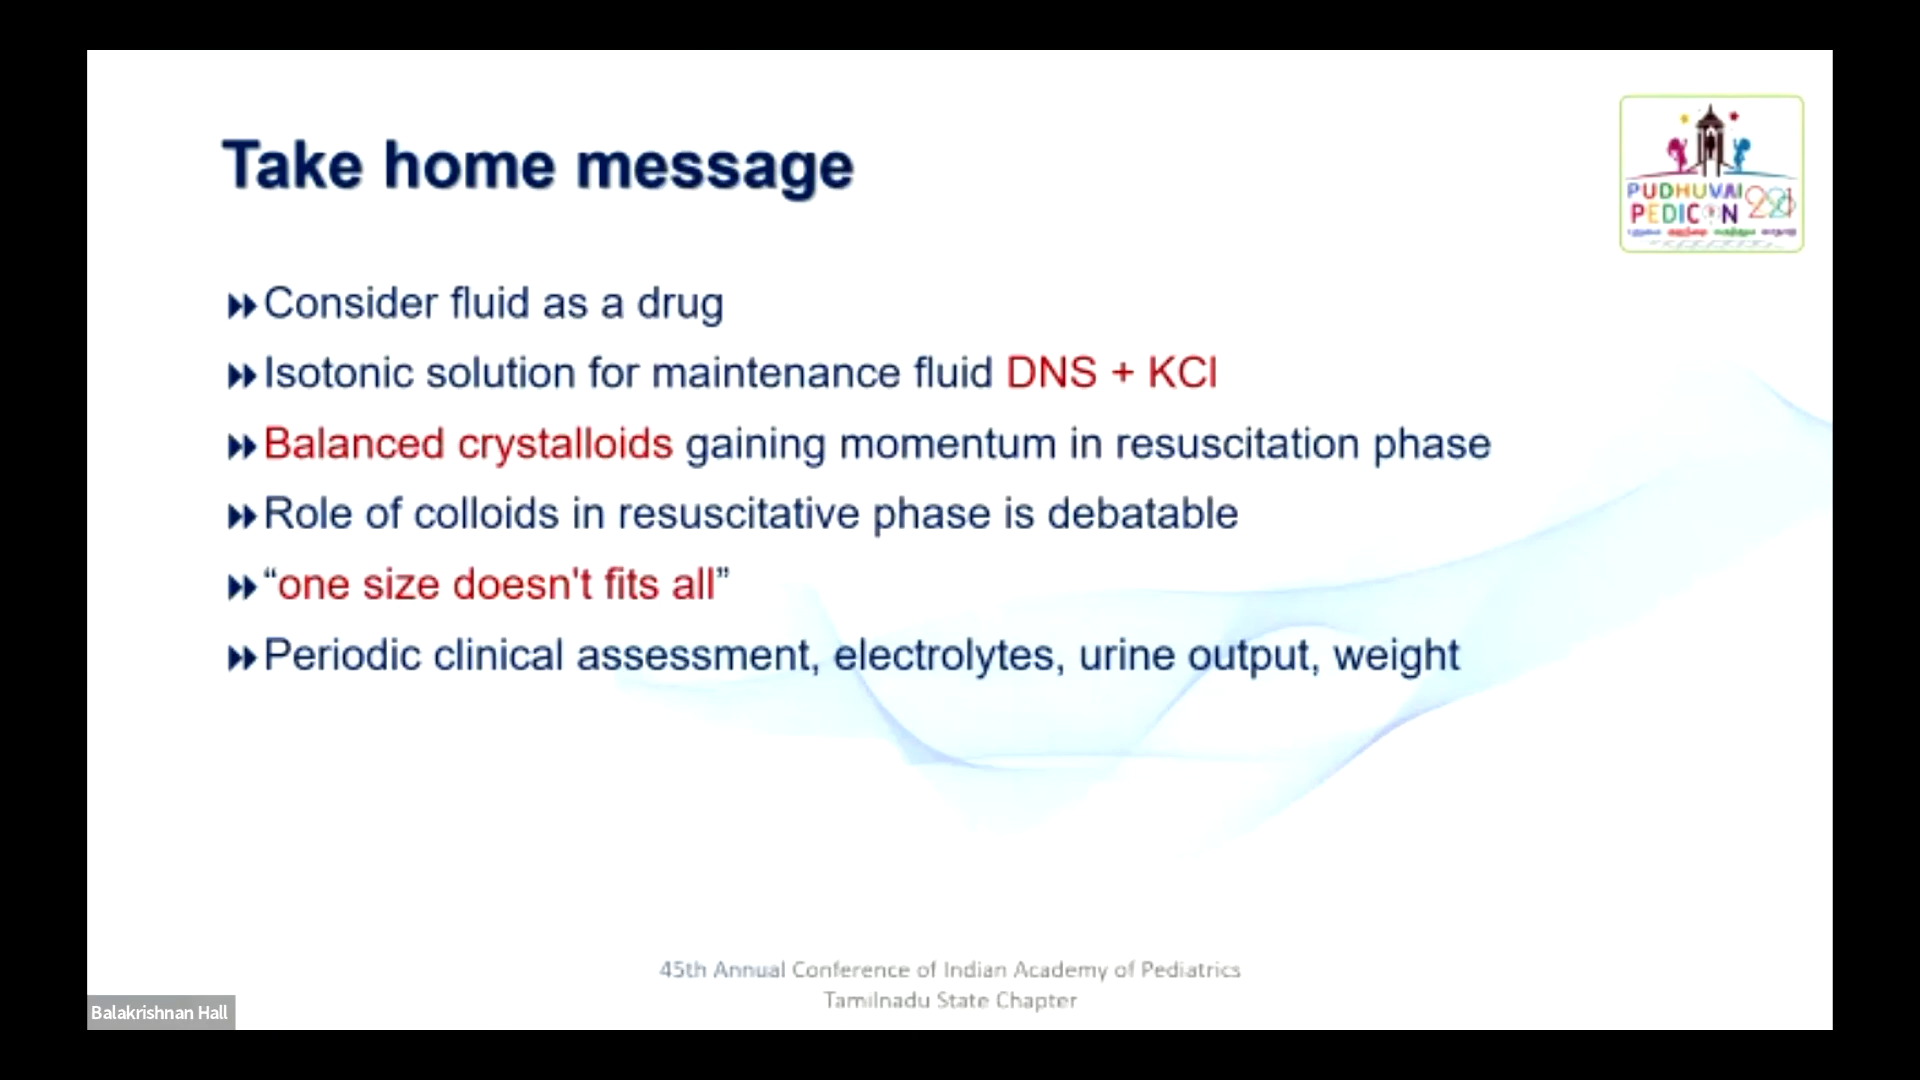 Take home message
PUDHUVAI
PEDICON
Consider fluid as a drug
Isotonic solution for maintenance fluid DNS + KCl
Balanced crystalloids gaining momentum in resuscitation phase
Role of colloids in resuscitative phase is debatable
“one size doesn't fits all”
Periodic clinical assessment, electrolytes, urine output, weight
45th Annual Conference of Indian Academy of Pediatrics
Tamilnadu State Chapter
Balakrishnan Hall